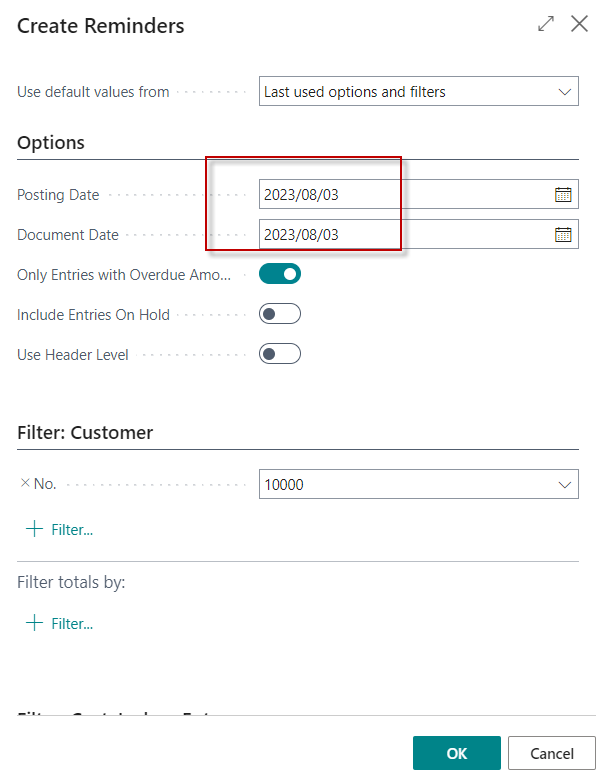 Create Reminders
Use default values from
Last used options and filters
Options
Posting Date
2023/08/03
Document Date
2023/08/03
Only Entries with Overdue Amo...
Include Entries On Hold
Use Header Level
Filter: Customer
No.
10000
Filter...
Filter totals by:
Filter...
OK
Cancel